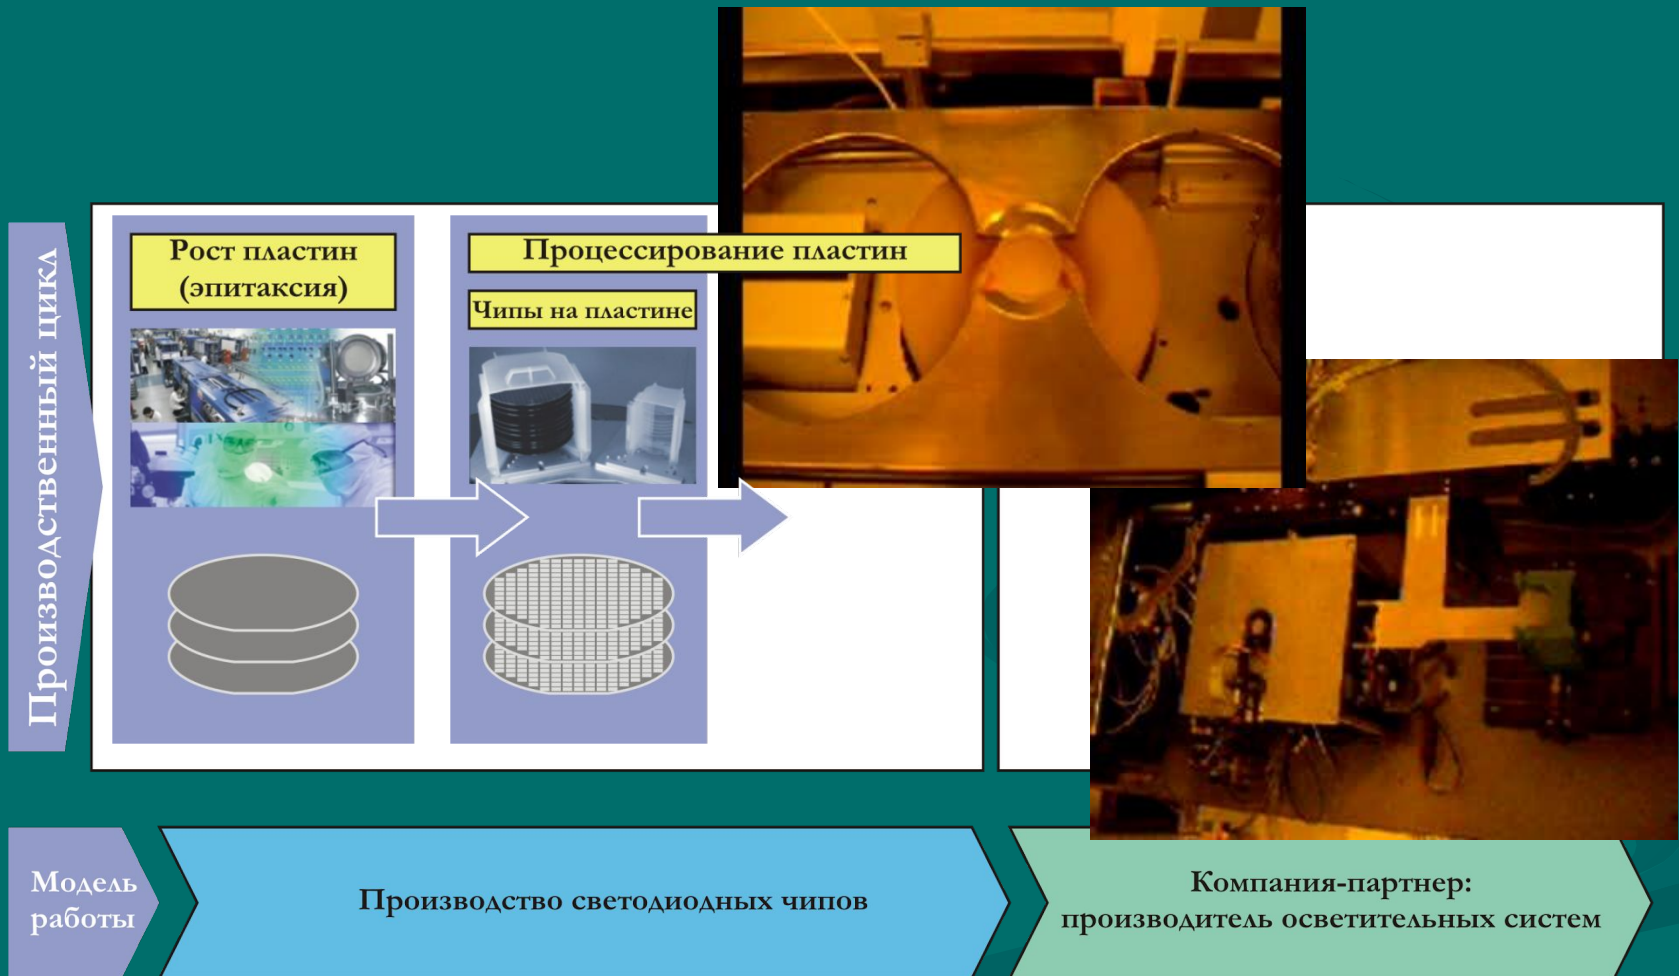 Производственный цикл
Рост пластин
(эпитаксия)
Процессирование пластин
Чипы на пластине
Модель
работы
Производство светодиодных чипов
Компания-партнер:
производитель осветительных систем